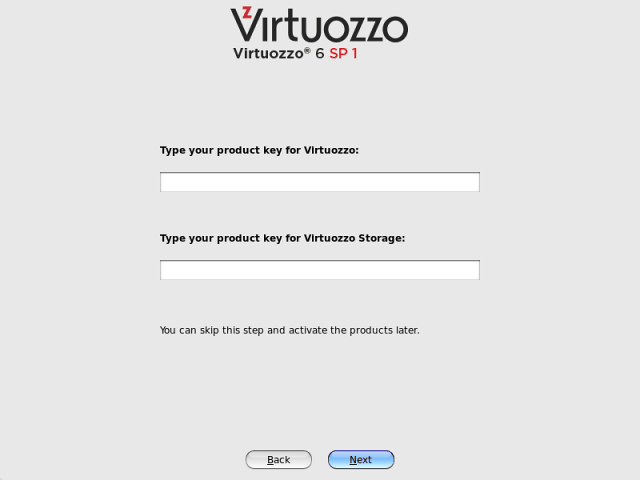 Virtuozzo
Virtuozzo® 6 SP 1
Type your product key for Virtuozzo:
Type your product key for Virtuozzo Storage:
You can skip this step and activate the products later.
Back Next